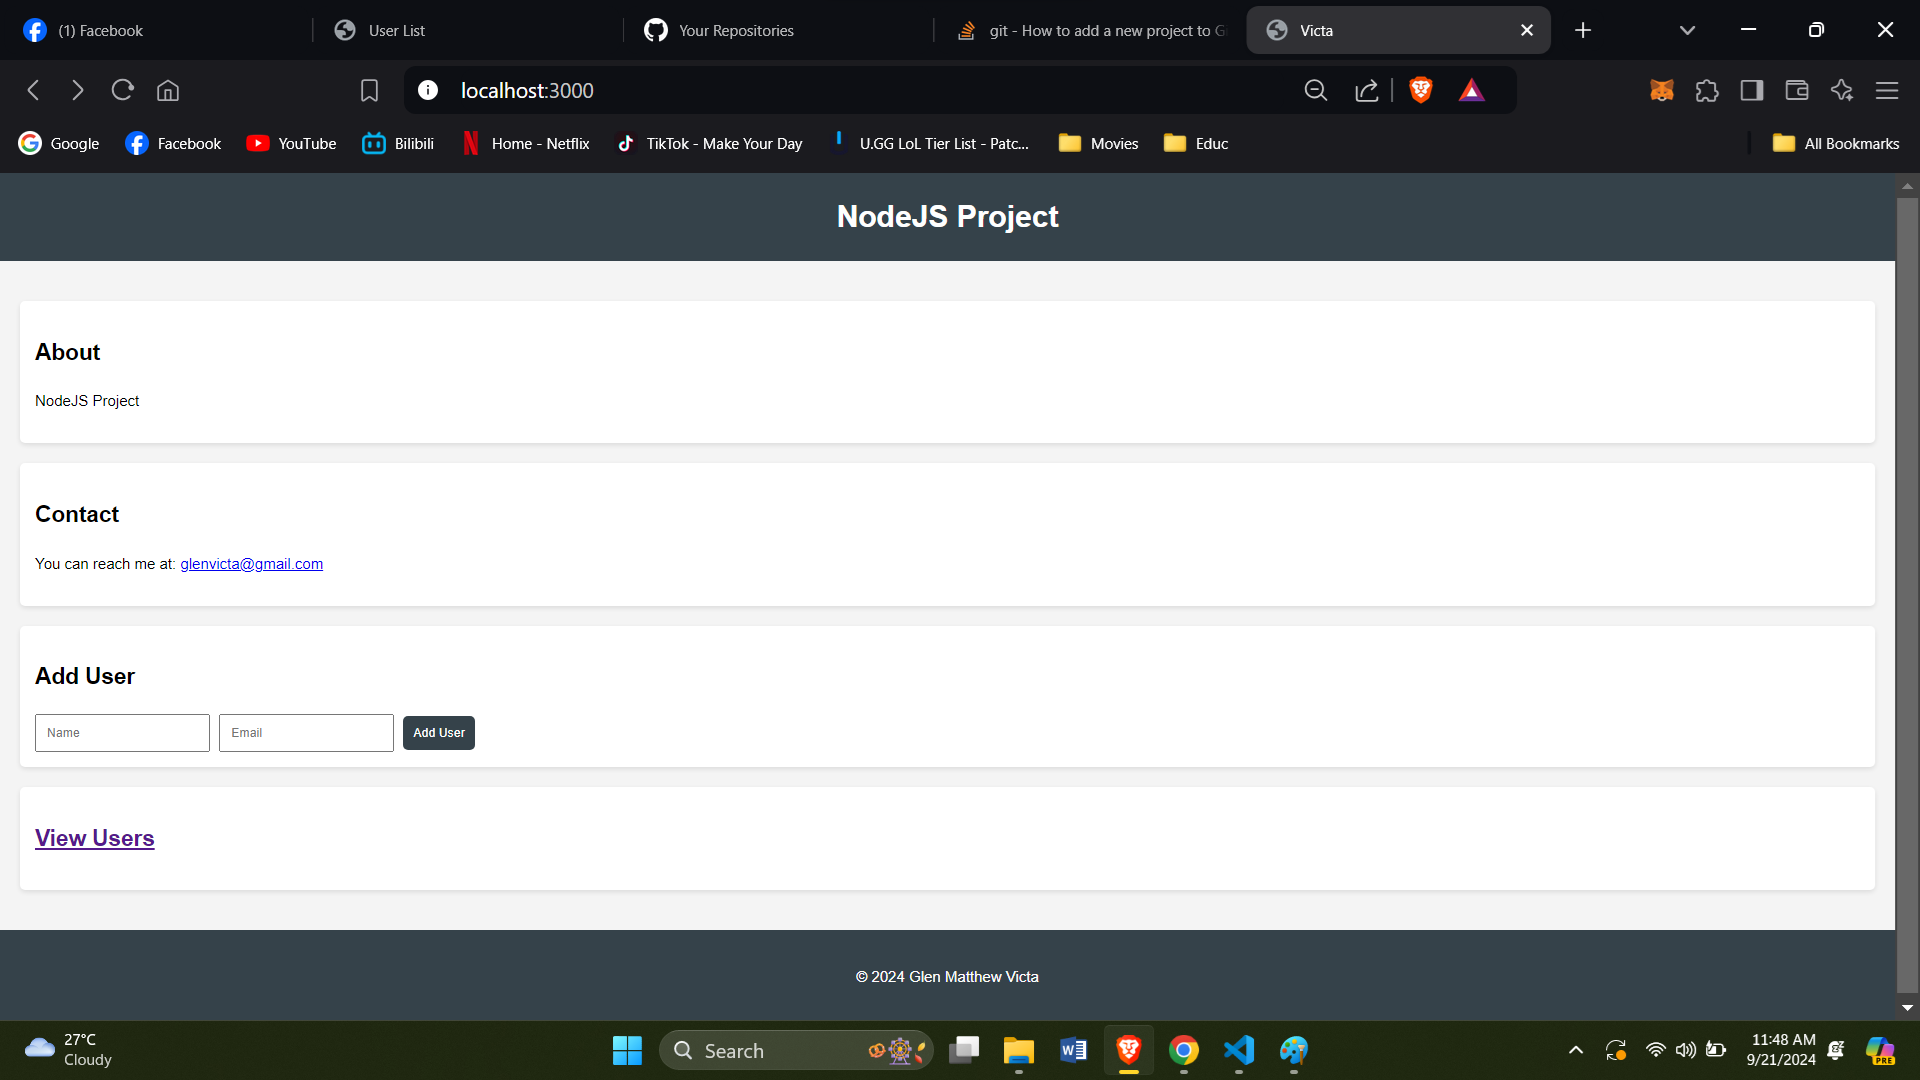 (1) Facebook
User List
Your Repositories
git - How to add a new project to G
Victa
localhost:3000
Google
Facebook
YouTube
Bilibili
Home - Netflix
TikTok - Make Your Day
U.GG LoL Tier List - Patc...
Movies
Educ
All Bookmarks
NodeJS Project
About
NodeJS Project
Contact
You can reach me at: glenvicta@gmail.com
Add User
Name
Email
Add User
View Users
© 2024 Glen Matthew Victa
27°C
Cloudy
Search
11:48 AM
9/21/2024
PRE